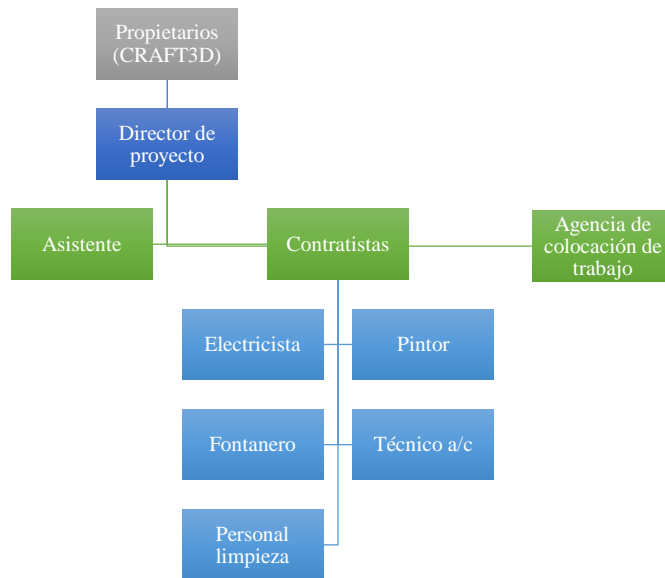 Propietarios
(CRAFT3D)
Director de
proyecto
Asistente
Contratistas
Agencia de
colocación de
trabajo
Electricista
Pintor
Fontanero
Técnico a/c
Personal
limpieza